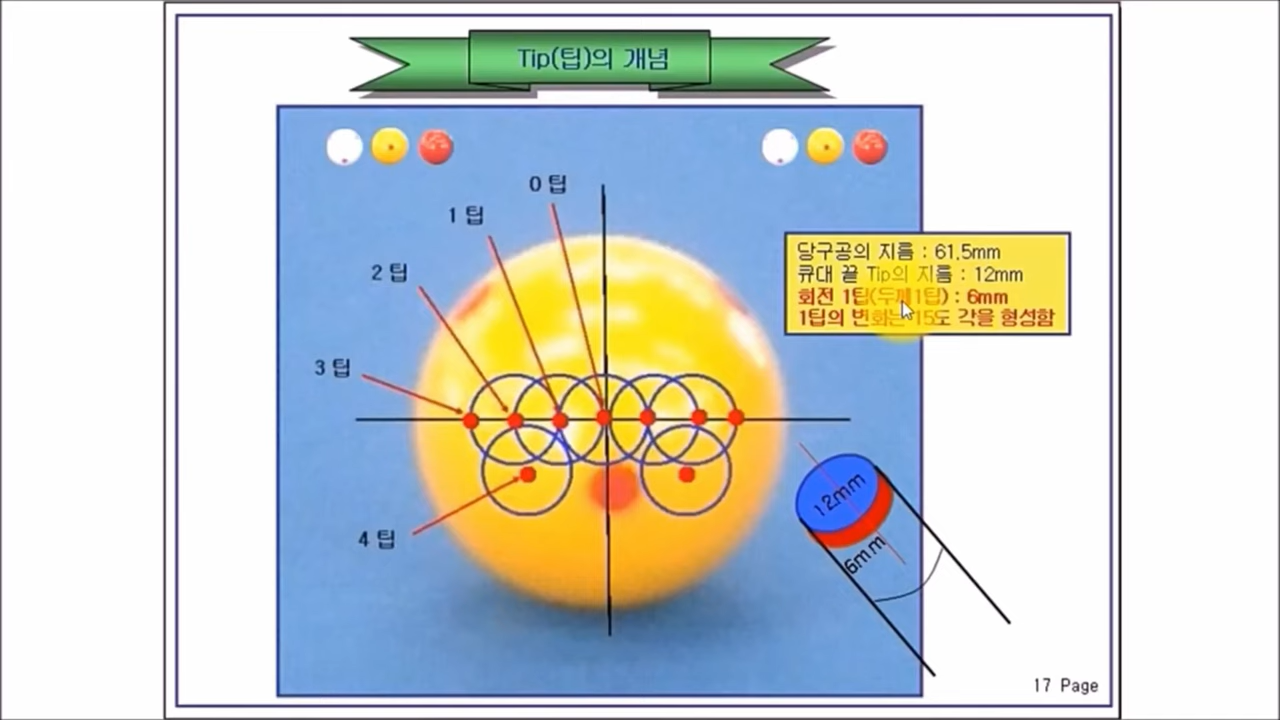 Tip(팁)의 개념
0 팁
1 팁
2 팁
3 팁
4 팁
당구공의 지름 : 61.5mm
큐대 끝 Tip의 지름 : 12mm
회전 1팁(두께1팁) : 6mm
1팁의 변화는 15도 각을 형성함
12mm
6mm
17 Page